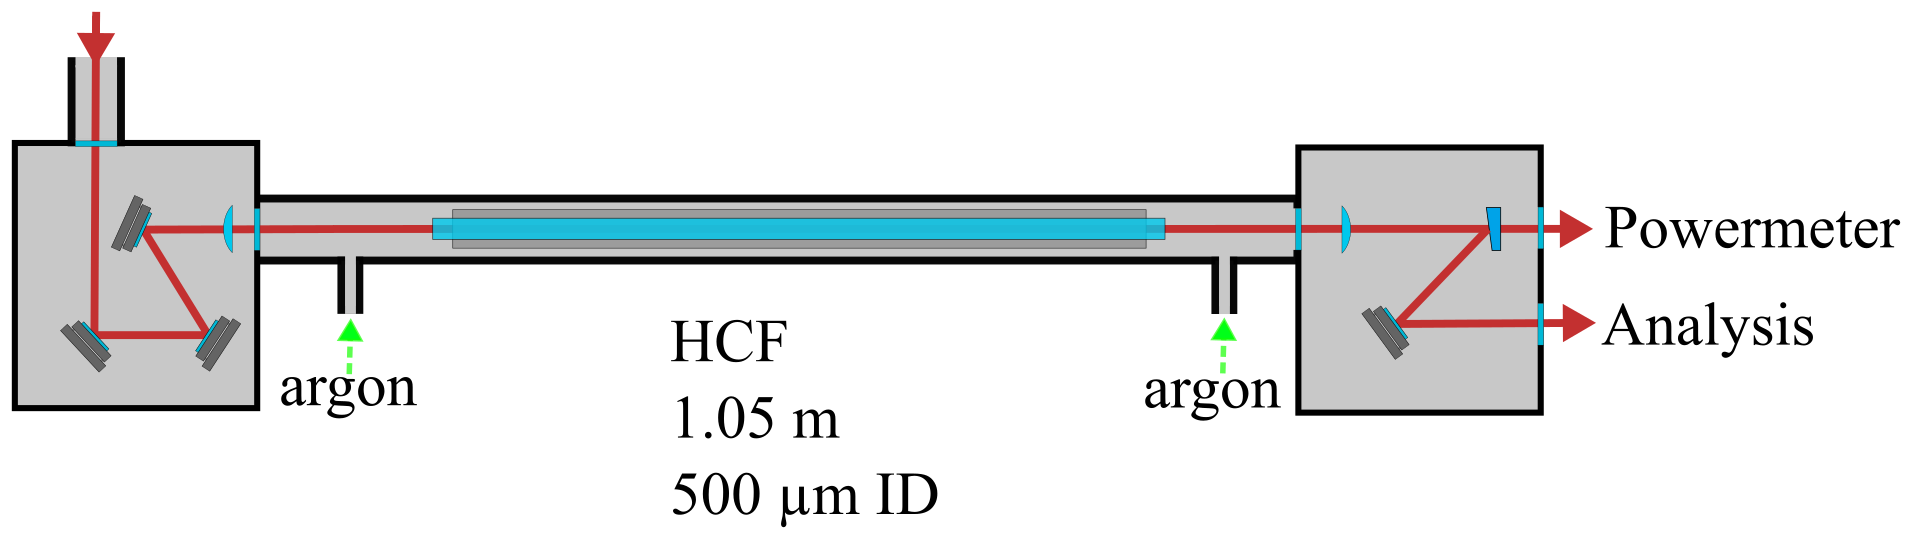 Powermeter
Analysis
argon
argon
HCF
1.05 m
500 µm ID